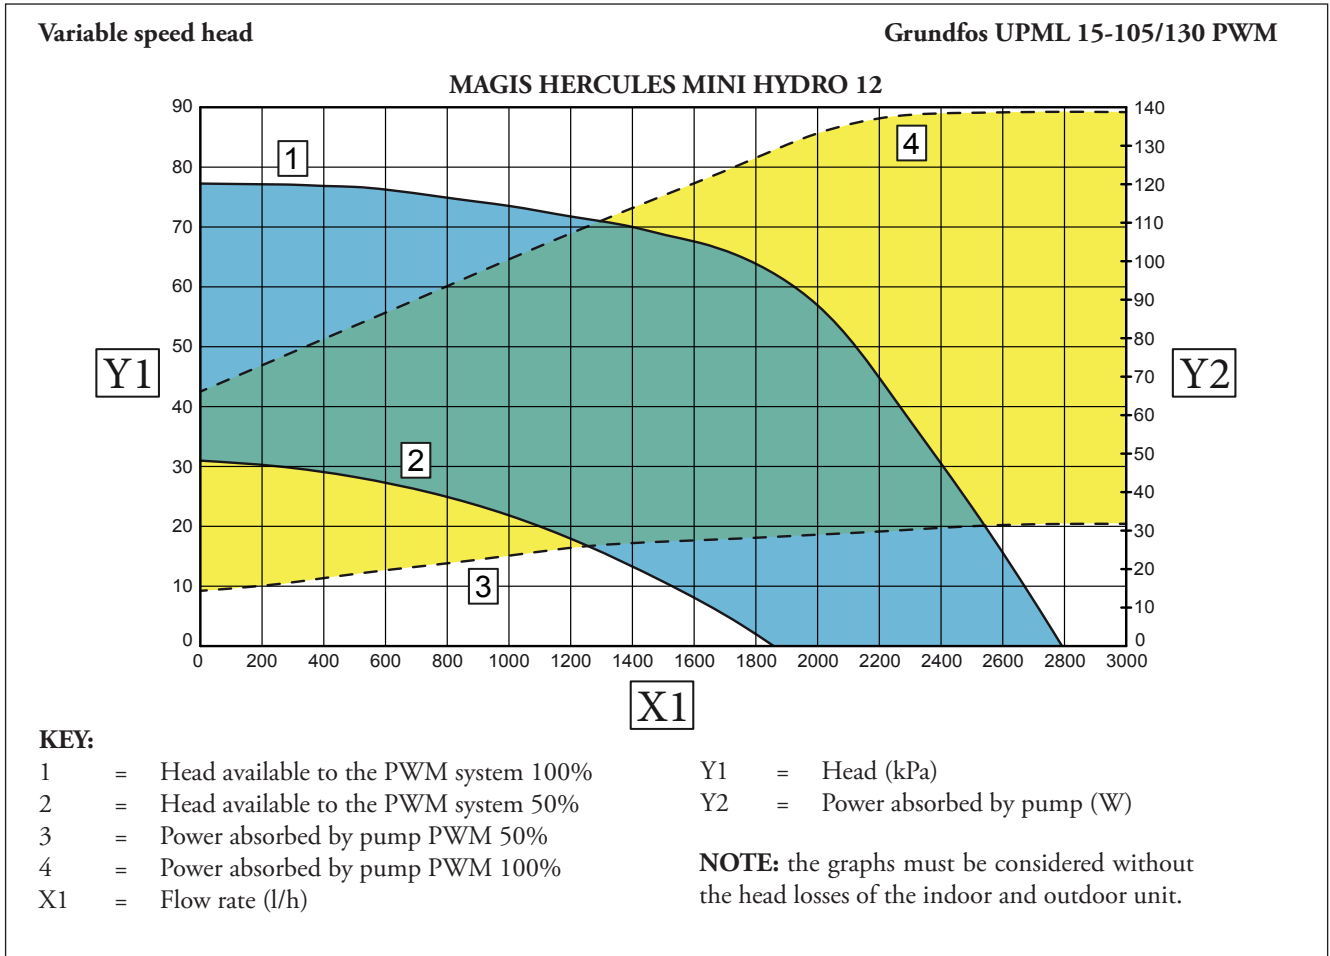 Variable speed head
Grundfos UPML 15-105/130 PWM
MAGIS HERCULES MINI HYDRO 12
90
80
70
60
50
40
30
20
10
0
140
130
120
110
100
90
80
70
60
50
40
30
20
10
0
1
2
3
4
Y1
Y2
0 200 400 600 800 1000 1200 1400 1600 1800 2000 2200 2400 2600 2800 3000
X1
KEY:
1 = Head available to the PWM system 100%
2 = Head available to the PWM system 50%
3 = Power absorbed by pump PWM 50%
4 = Power absorbed by pump PWM 100%
X1 = Flow rate (l/h)
Y1 = Head (kPa)
Y2 = Power absorbed by pump (W)
NOTE: the graphs must be considered without
the head losses of the indoor and outdoor unit.